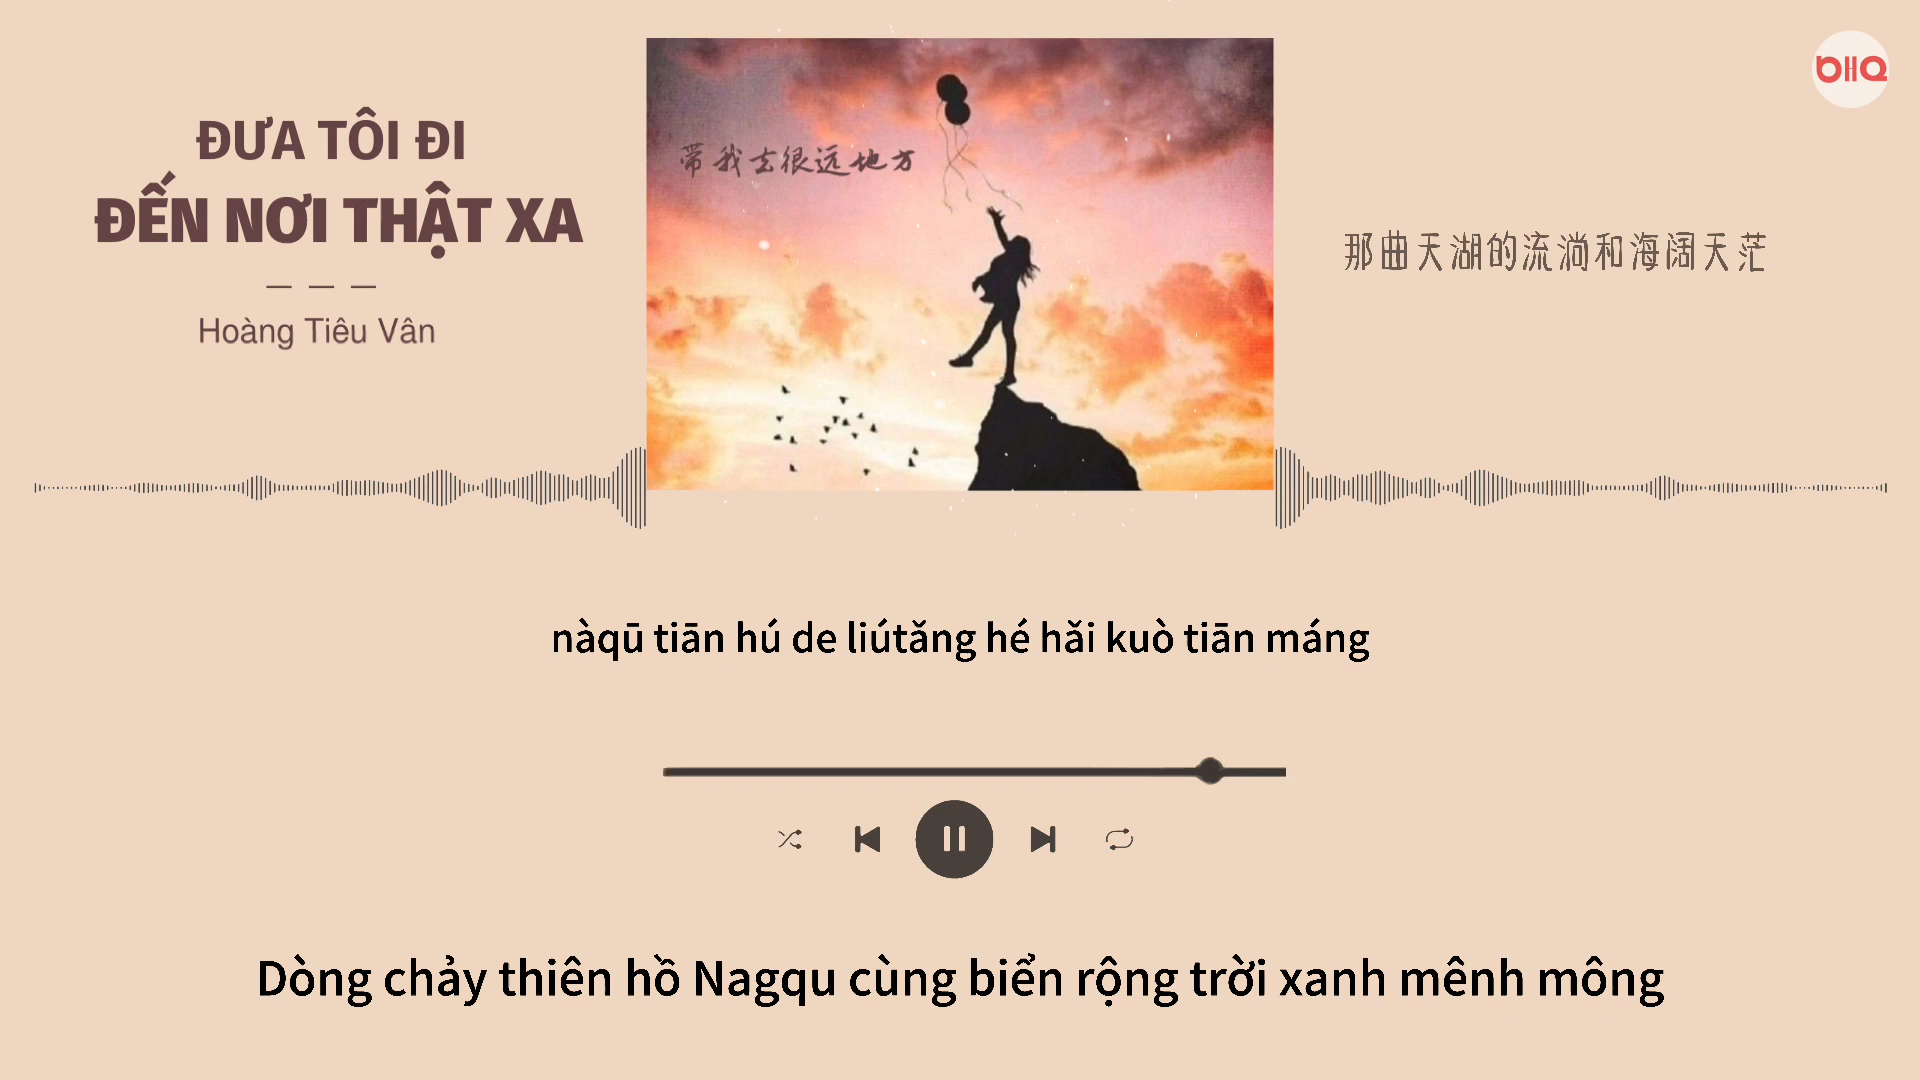 ĐƯA TÔI ĐI
ĐẾN NƠI THẬT XA
Hoàng Tiêu Vân
带我去很远地方
那曲天湖的流淌和海阔天茫
nàqū tiān hú de liútǎng hé hǎi kuò tiān máng
Dòng chảy thiên hồ Nagqu cùng biển rộng trời xanh mênh mông